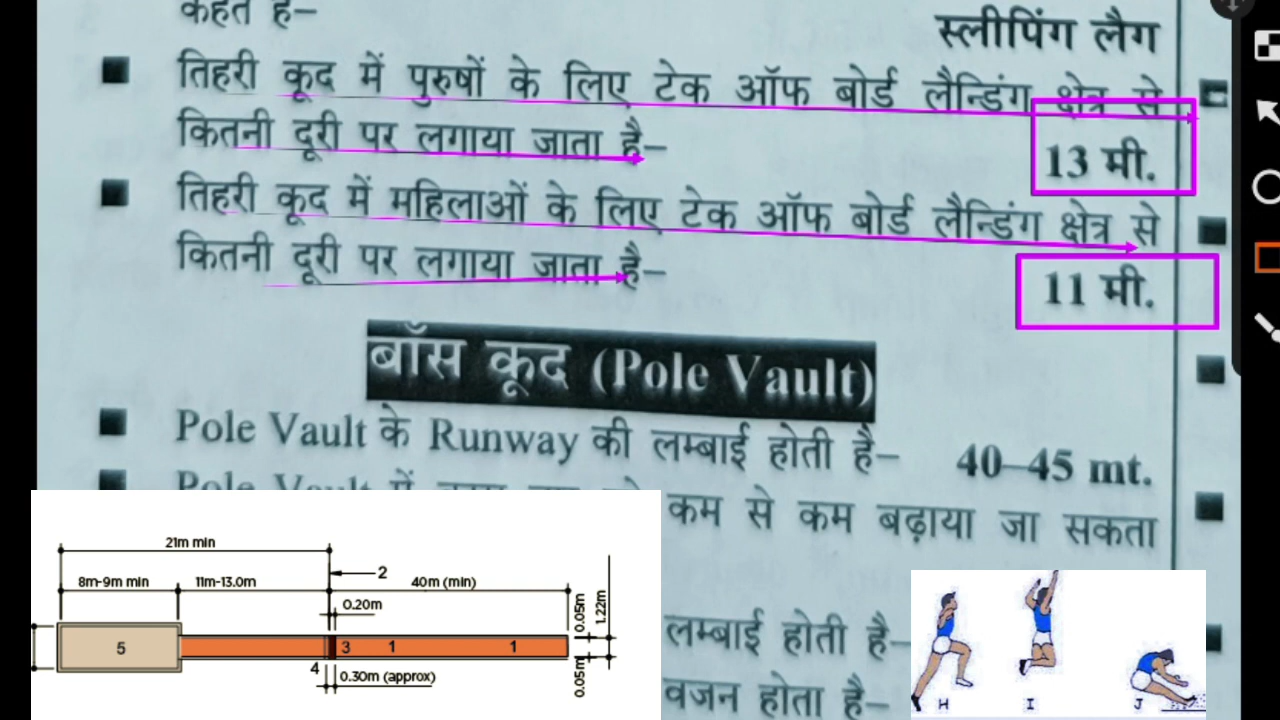 कहते है–
स्लीपिंग लैग
तिहरी कूद में पुरुषों के लिए टेक ऑफ बोर्ड लैन्डिंग क्षेत्र से
कितनी दूरी पर लगाया जाता है–
13 मी.
तिहरी कूद में महिलाओं के लिए टेक ऑफ बोर्ड लैन्डिंग क्षेत्र से
कितनी दूरी पर लगाया जाता है–
11 मी.
बॉस कूद (Pole Vault)
Pole Vault के Runway की लम्बाई होती है– 40–45 mt.
Pole Vault में
कम से कम बढ़ाया जा सकता
लम्बाई होती है–
वजन होता है–
21m min
8m-9m min 11m-13.0m 2 40m (min)
0.20m
0.05m 1.22m
5 3 1 1
4 0.30m (approx) 0.05m
H I J